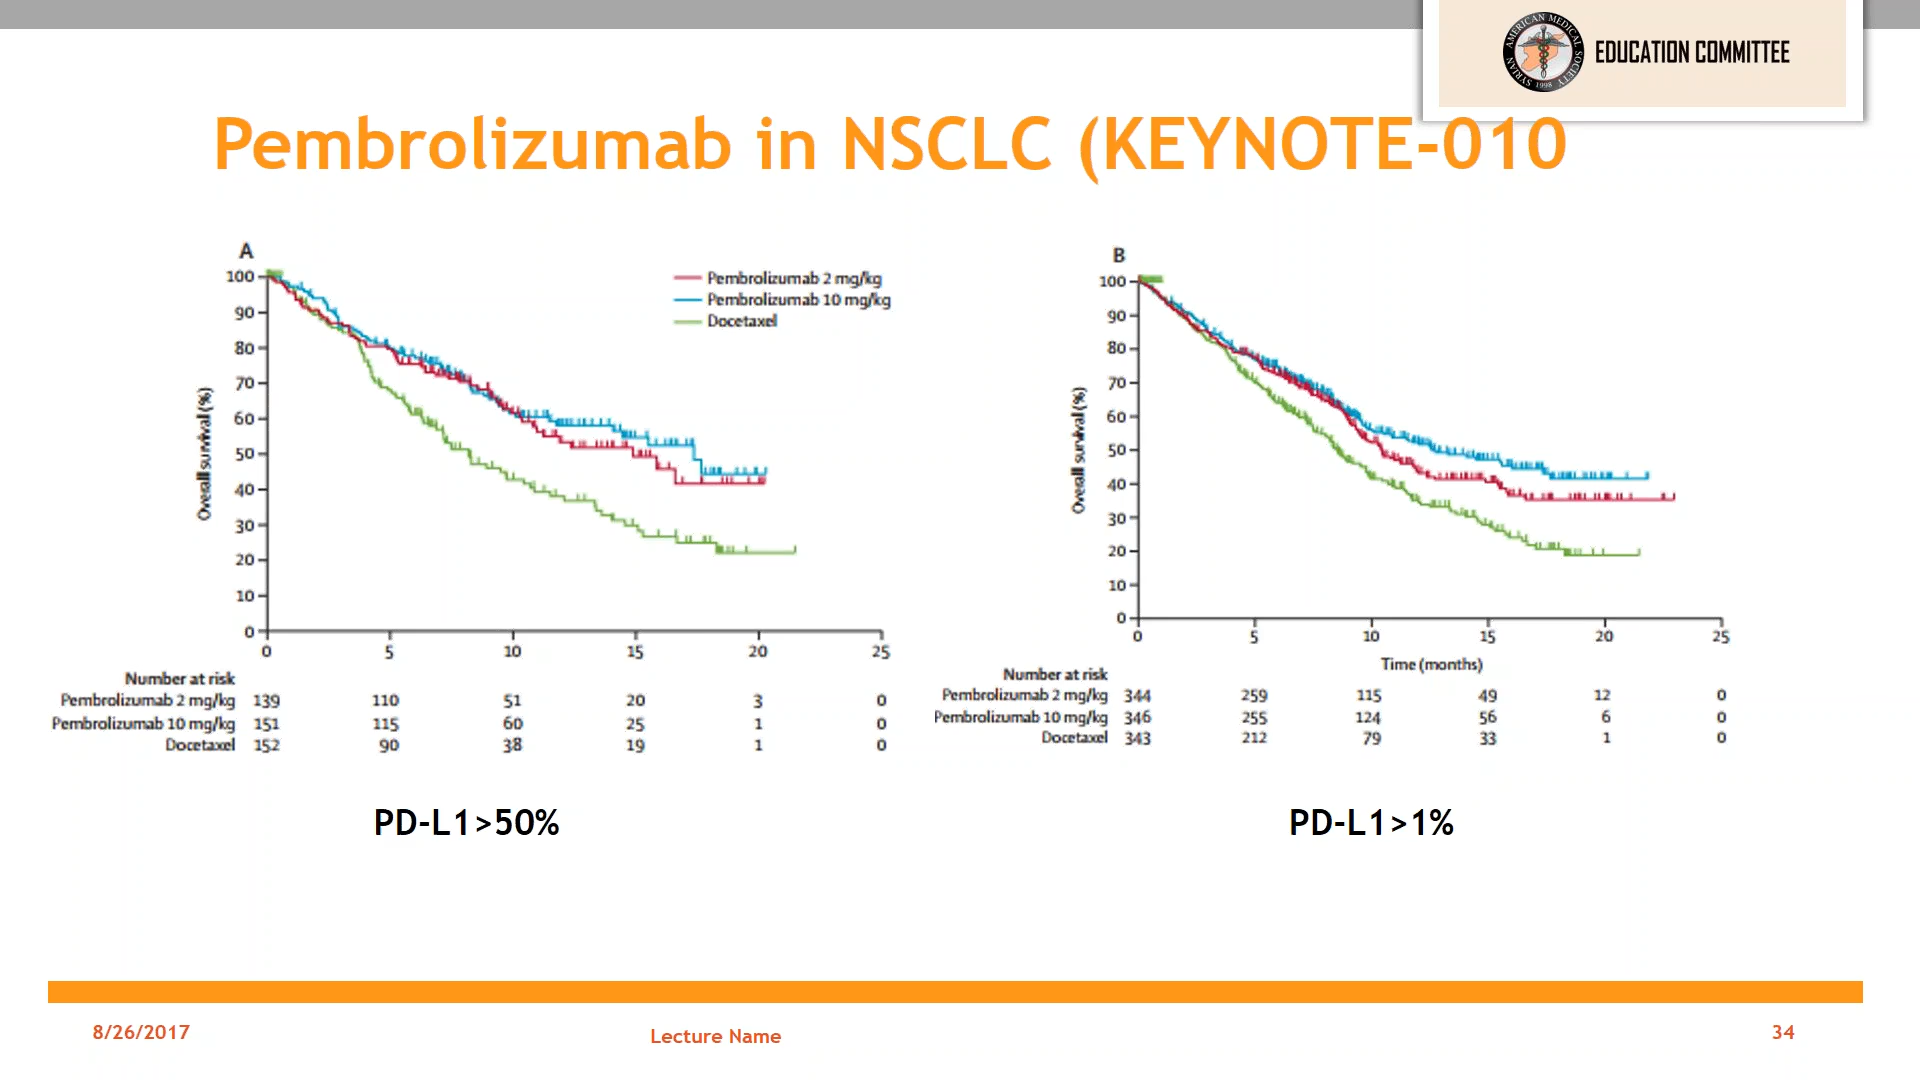 SYRIAN AMERICAN MEDICAL SOCIETY
1998
EDUCATION COMMITTEE
Pembrolizumab in NSCLC (KEYNOTE-010
A
Pembrolizumab 2 mg/kg
Pembrolizumab 10 mg/kg
Docetaxel
Overall survival (%)
100
90
80
70
60
50
40
30
20
10
0
0 5 10 15 20 25
Number at risk
Pembrolizumab 2 mg/kg 139 110 51 20 3 0
Pembrolizumab 10 mg/kg 151 115 60 25 1 0
Docetaxel 152 90 38 19 1 0
PD-L1>50%
B
Overall survival (%)
100
90
80
70
60
50
40
30
20
10
0
0 5 10 15 20 25
Time (months)
Number at risk
Pembrolizumab 2 mg/kg 344 259 115 49 12 0
Pembrolizumab 10 mg/kg 346 255 124 56 6 0
Docetaxel 343 212 79 33 1 0
PD-L1>1%
8/26/2017
Lecture Name
34